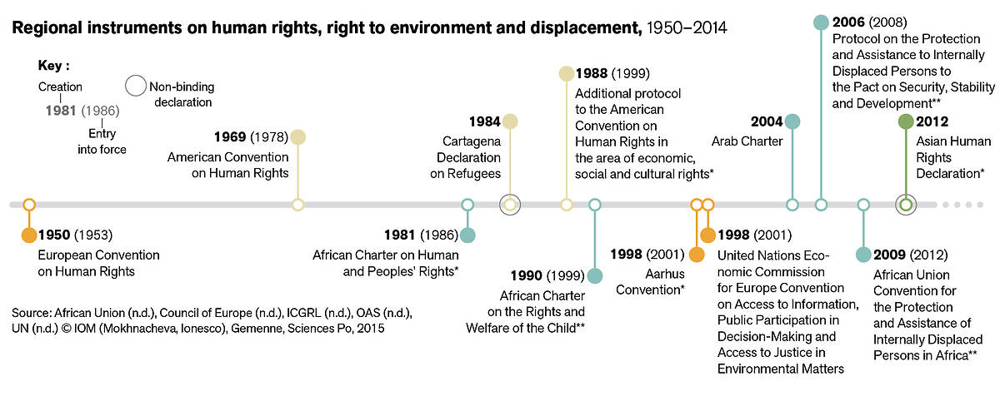 Regional instruments on human rights, right to environment and displacement, 1950–2014
Key :
Creation
1981 (1986)
Entry
into force
Non-binding
declaration
1950 (1953)
European Convention
on Human Rights
1969 (1978)
American Convention
on Human Rights
1981 (1986)
African Charter on Human
and Peoples' Rights*
1984
Cartagena
Declaration
on Refugees
1988 (1999)
Additional protocol
to the American
Convention on
Human Rights in
the area of economic,
social and cultural rights*
1990 (1999)
African Charter
on the Rights and
Welfare of the Child**
1998 (2001)
Aarhus
Convention*
1998 (2001)
United Nations Eco-
nomic Commission
for Europe Convention
on Access to Information,
Public Participation in
Decision-Making and
Access to Justice in
Environmental Matters
2004
Arab Charter
2006 (2008)
Protocol on the Protection
and Assistance to Internally
Displaced Persons to
the Pact on Security, Stability
and Development**
2009 (2012)
African Union
Convention for
the Protection
and Assistance of
Internally Displaced
Persons in Africa**
2012
Asian Human
Rights
Declaration*
Source: African Union (n.d.), Council of Europe (n.d.), ICGRL (n.d.), OAS (n.d.),
UN (n.d.) © IOM (Mokhnacheva, Ionesco), Gemenne, Sciences Po, 2015